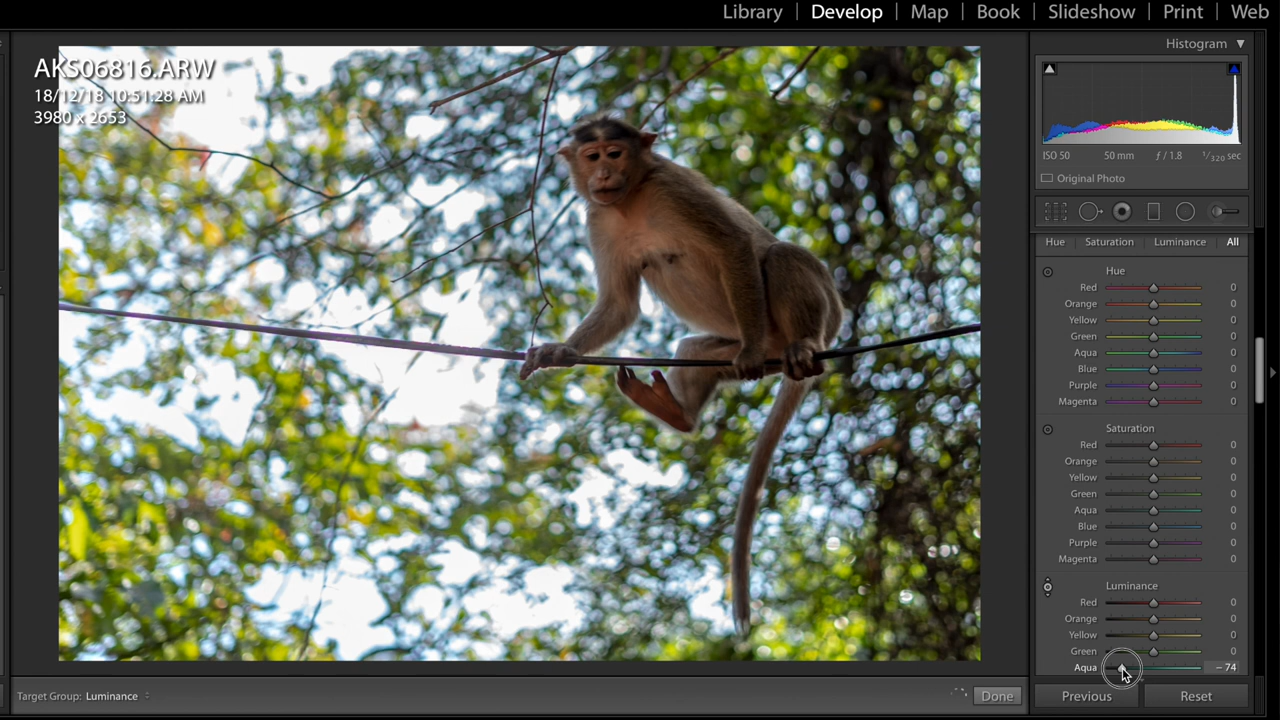 Library | Develop | Map | Book | Slideshow | Print | Web
Histogram ▼
AKS06816.ARW
18/12/18 10:51:28 AM
3980 x 2653
ISO 50 50 mm ƒ / 1.8 1/320 sec
Original Photo
Hue Saturation Luminance All
Hue
Red 0
Orange 0
Yellow 0
Green 0
Aqua 0
Blue 0
Purple 0
Magenta 0
Saturation
Red 0
Orange 0
Yellow 0
Green 0
Aqua 0
Blue 0
Purple 0
Magenta 0
Luminance
Red 0
Orange 0
Yellow 0
Green 0
Aqua – 74
Target Group: Luminance
Done
Previous Reset